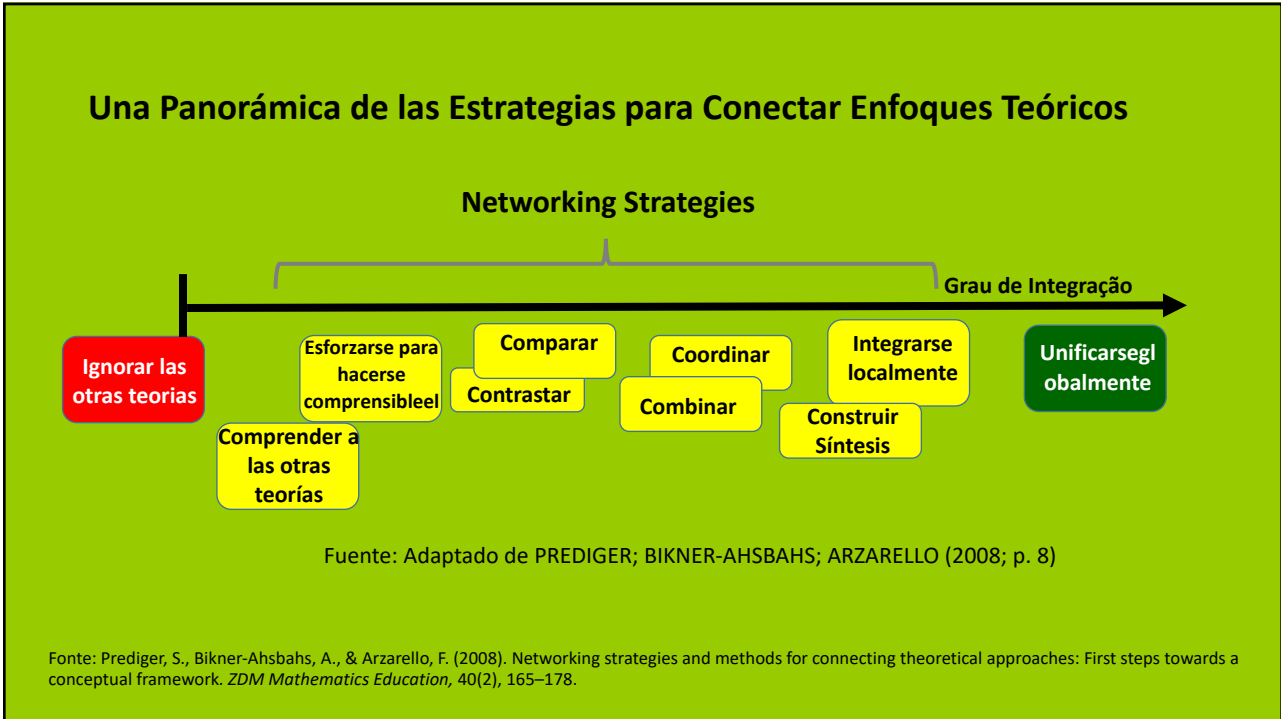 Una Panorámica de las Estrategias para Conectar Enfoques Teóricos
Networking Strategies
Grau de Integração
Ignorar las
otras teorias
Comprender a
las otras
teorías
Esforzarse para
hacerse
comprensibleel
Comparar
Contrastar
Coordinar
Combinar
Integrarse
localmente
Construir
Síntesis
Unificarsegl
obalmente
Fuente: Adaptado de PREDIGER; BIKNER-AHSBAHS; ARZARELLO (2008; p. 8)
Fonte: Prediger, S., Bikner-Ahsbahs, A., & Arzarello, F. (2008). Networking strategies and methods for connecting theoretical approaches: First steps towards a
conceptual framework. ZDM Mathematics Education, 40(2), 165–178.